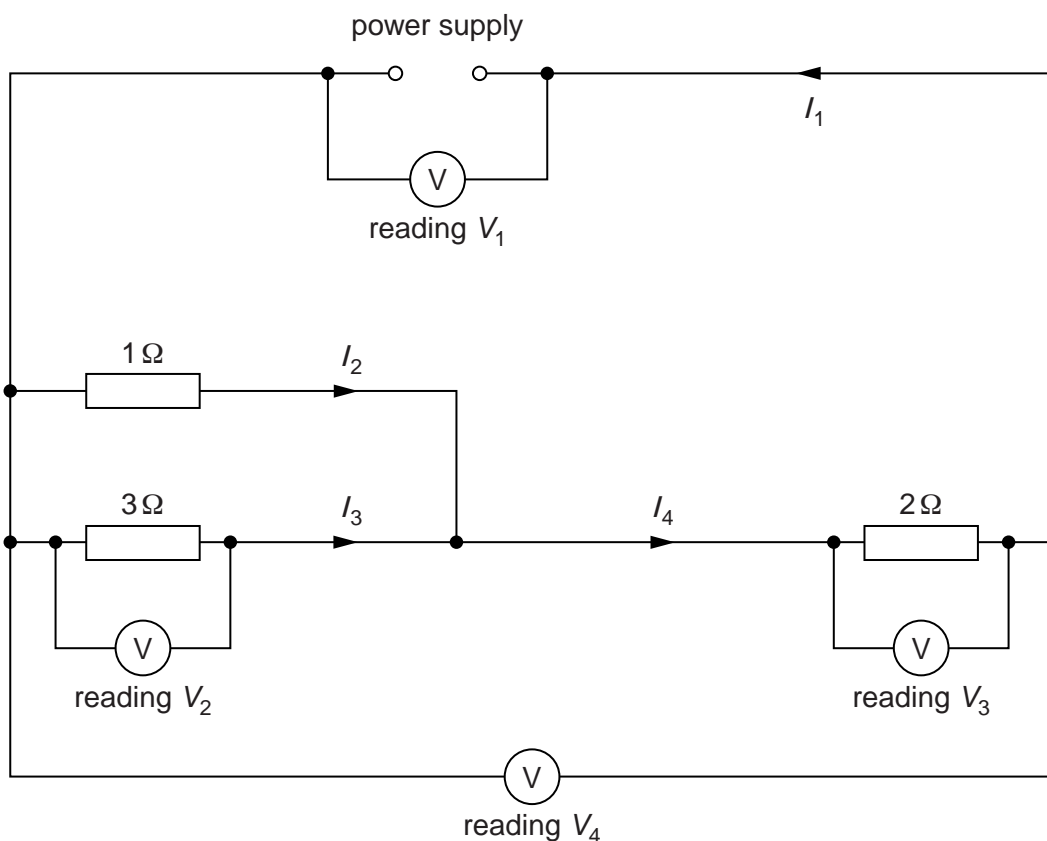 power supply
I₁
V
reading V₁
1 Ω
I₂
3 Ω
I₃
I₄
2 Ω
V
V
reading V₂
reading V₃
V
reading V₄